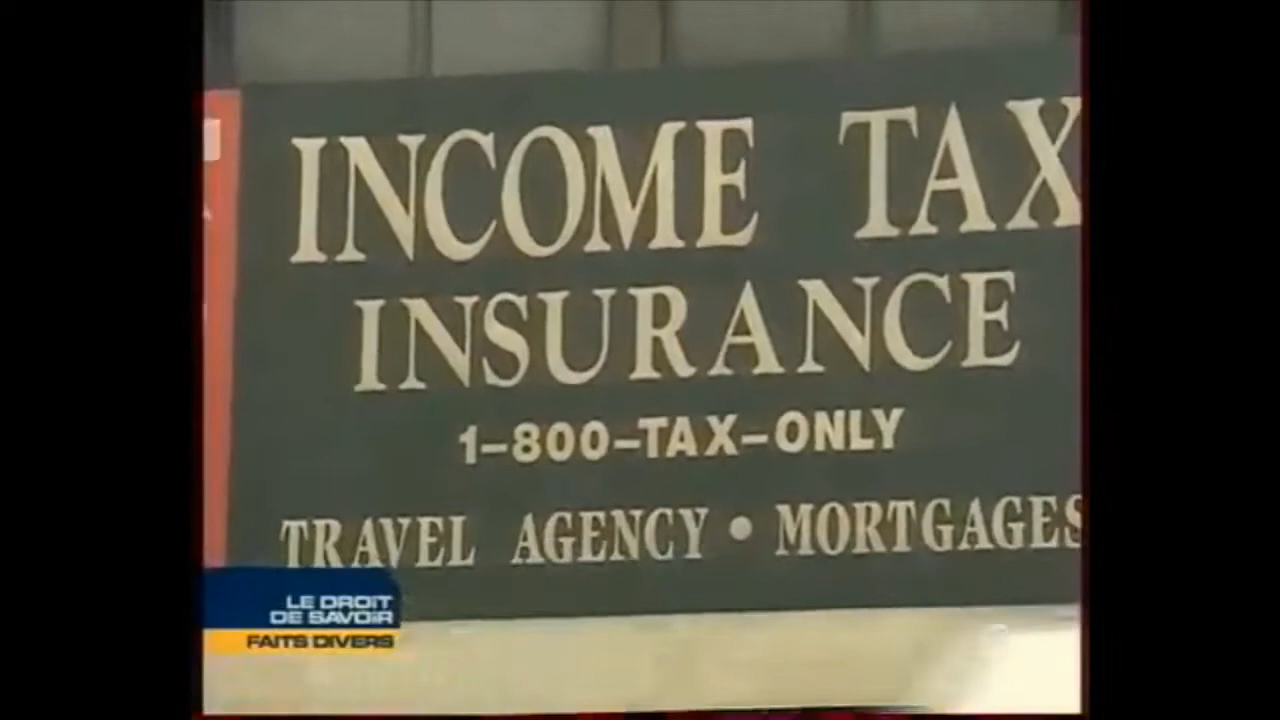 INCOME TAX
INSURANCE
1-800-TAX-ONLY
TRAVEL AGENCY • MORTGAGES
LE DROIT
DE SAVOIR
FAITS DIVERS